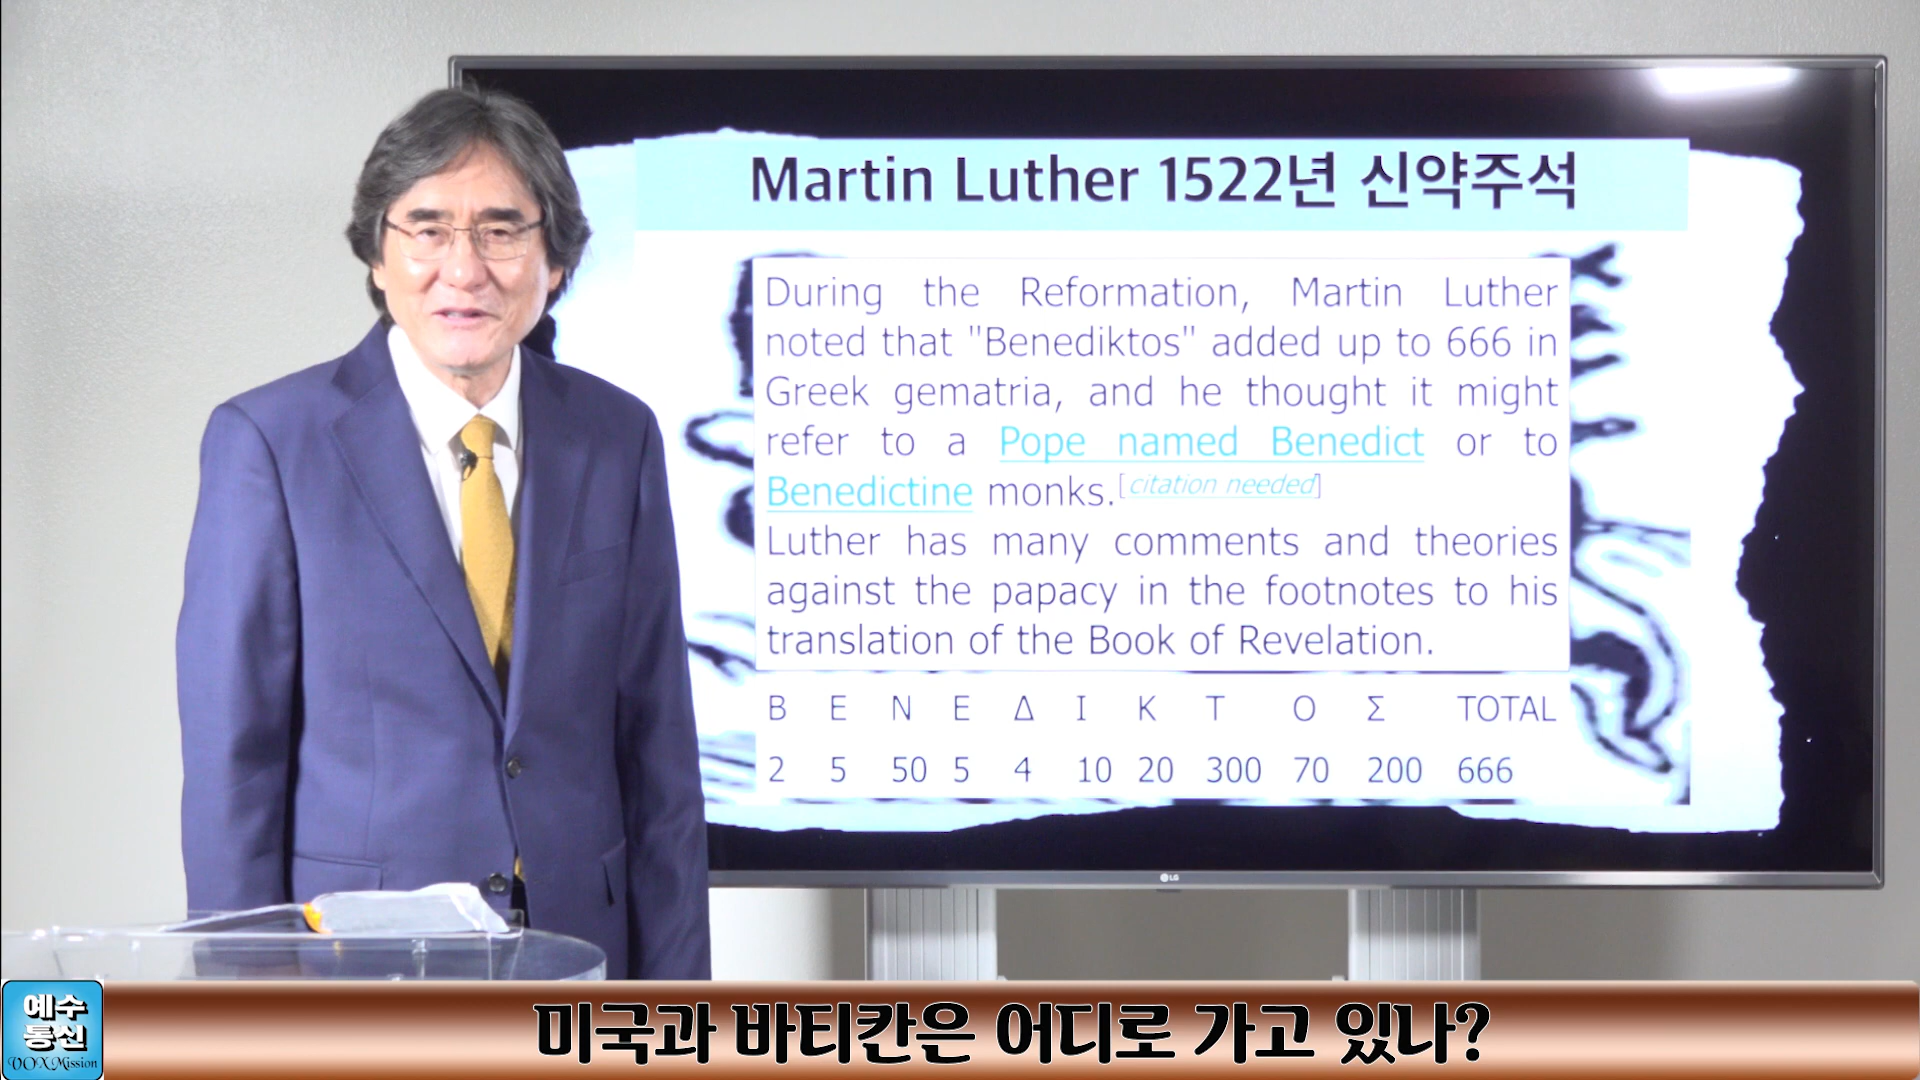 Martin Luther 1522년 신약주석
During the Reformation, Martin Luther
noted that "Benediktos" added up to 666 in
Greek gematria, and he thought it might
refer to a Pope named Benedict or to
Benedictine monks.[citation needed]
Luther has many comments and theories
against the papacy in the footnotes to his
translation of the Book of Revelation.
Β Ε Ν Ε Δ Ι Κ Τ Ο Σ TOTAL
2 5 50 5 4 10 20 300 70 200 666
LG
예수
통신
VOX Mission
미국과 바티칸은 어디로 가고 있나?